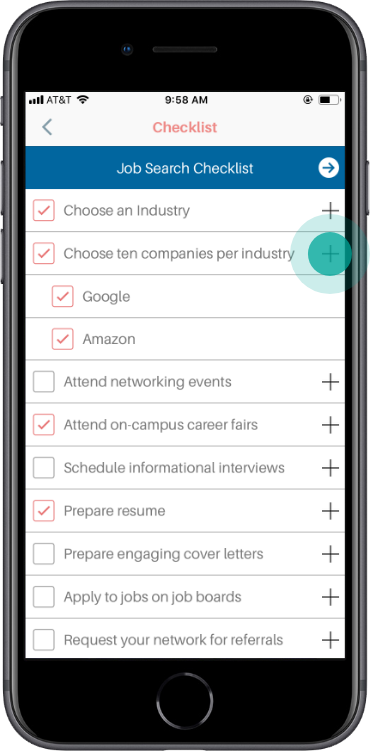 AT&T 9:58 AM
Checklist
Job Search Checklist
Choose an Industry
Choose ten companies per industry
Google
Amazon
Attend networking events
Attend on-campus career fairs
Schedule informational interviews
Prepare resume
Prepare engaging cover letters
Apply to jobs on job boards
Request your network for referrals